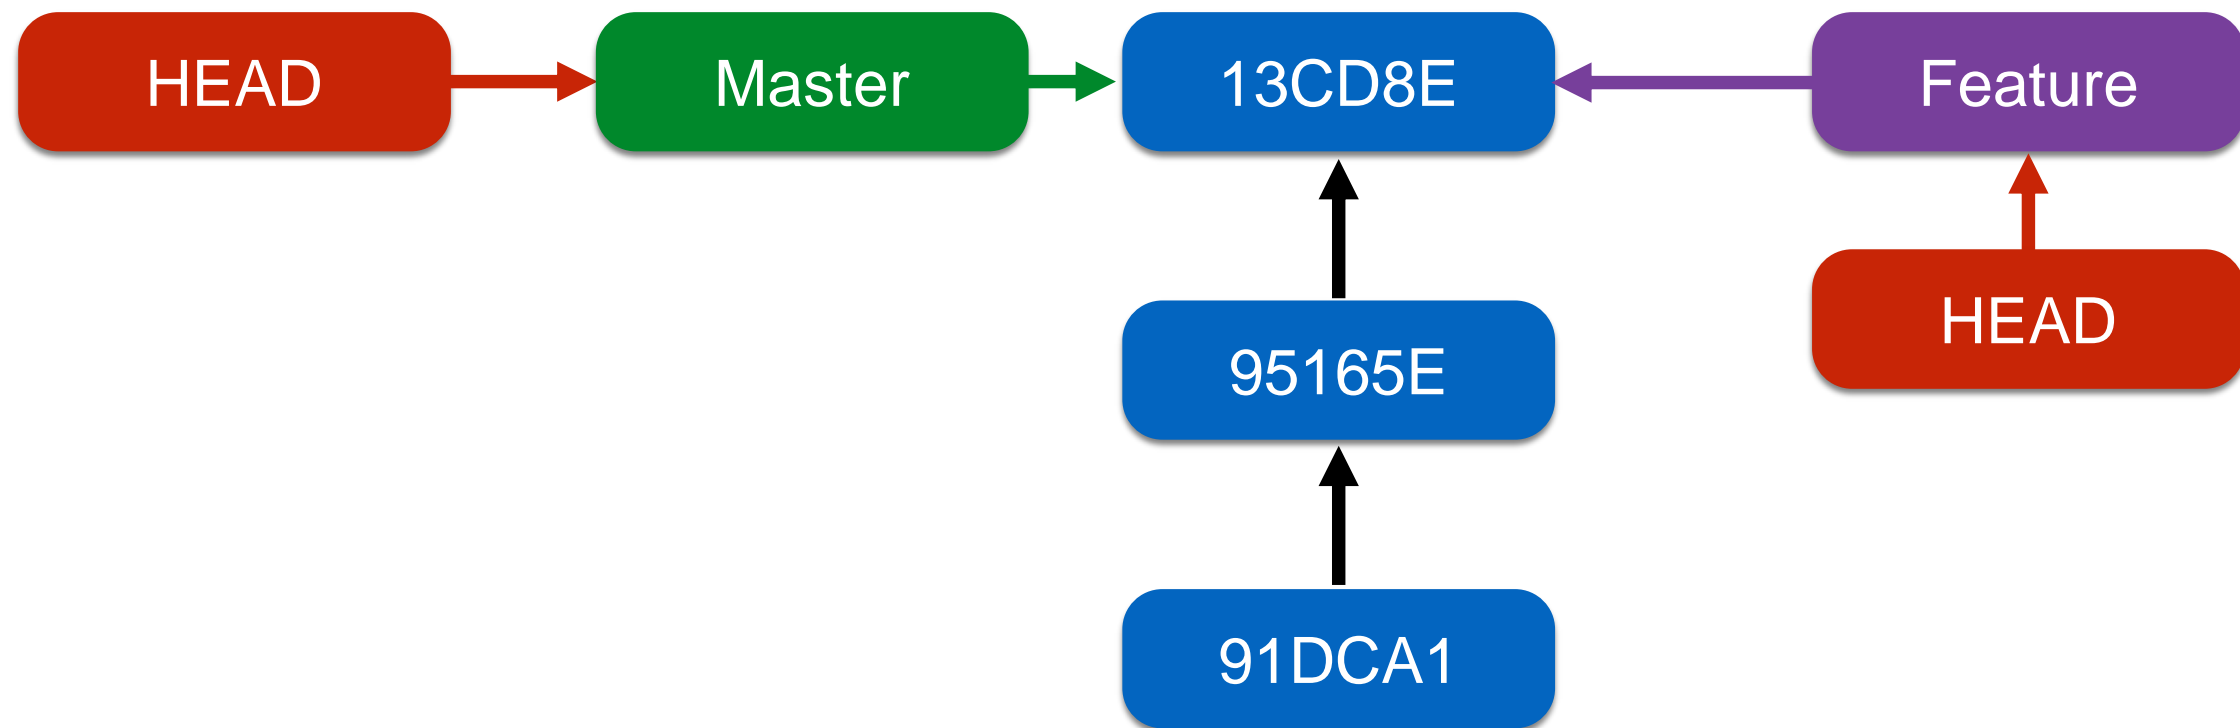 HEAD
Master
13CD8E
Feature
HEAD
95165E
91DCA1